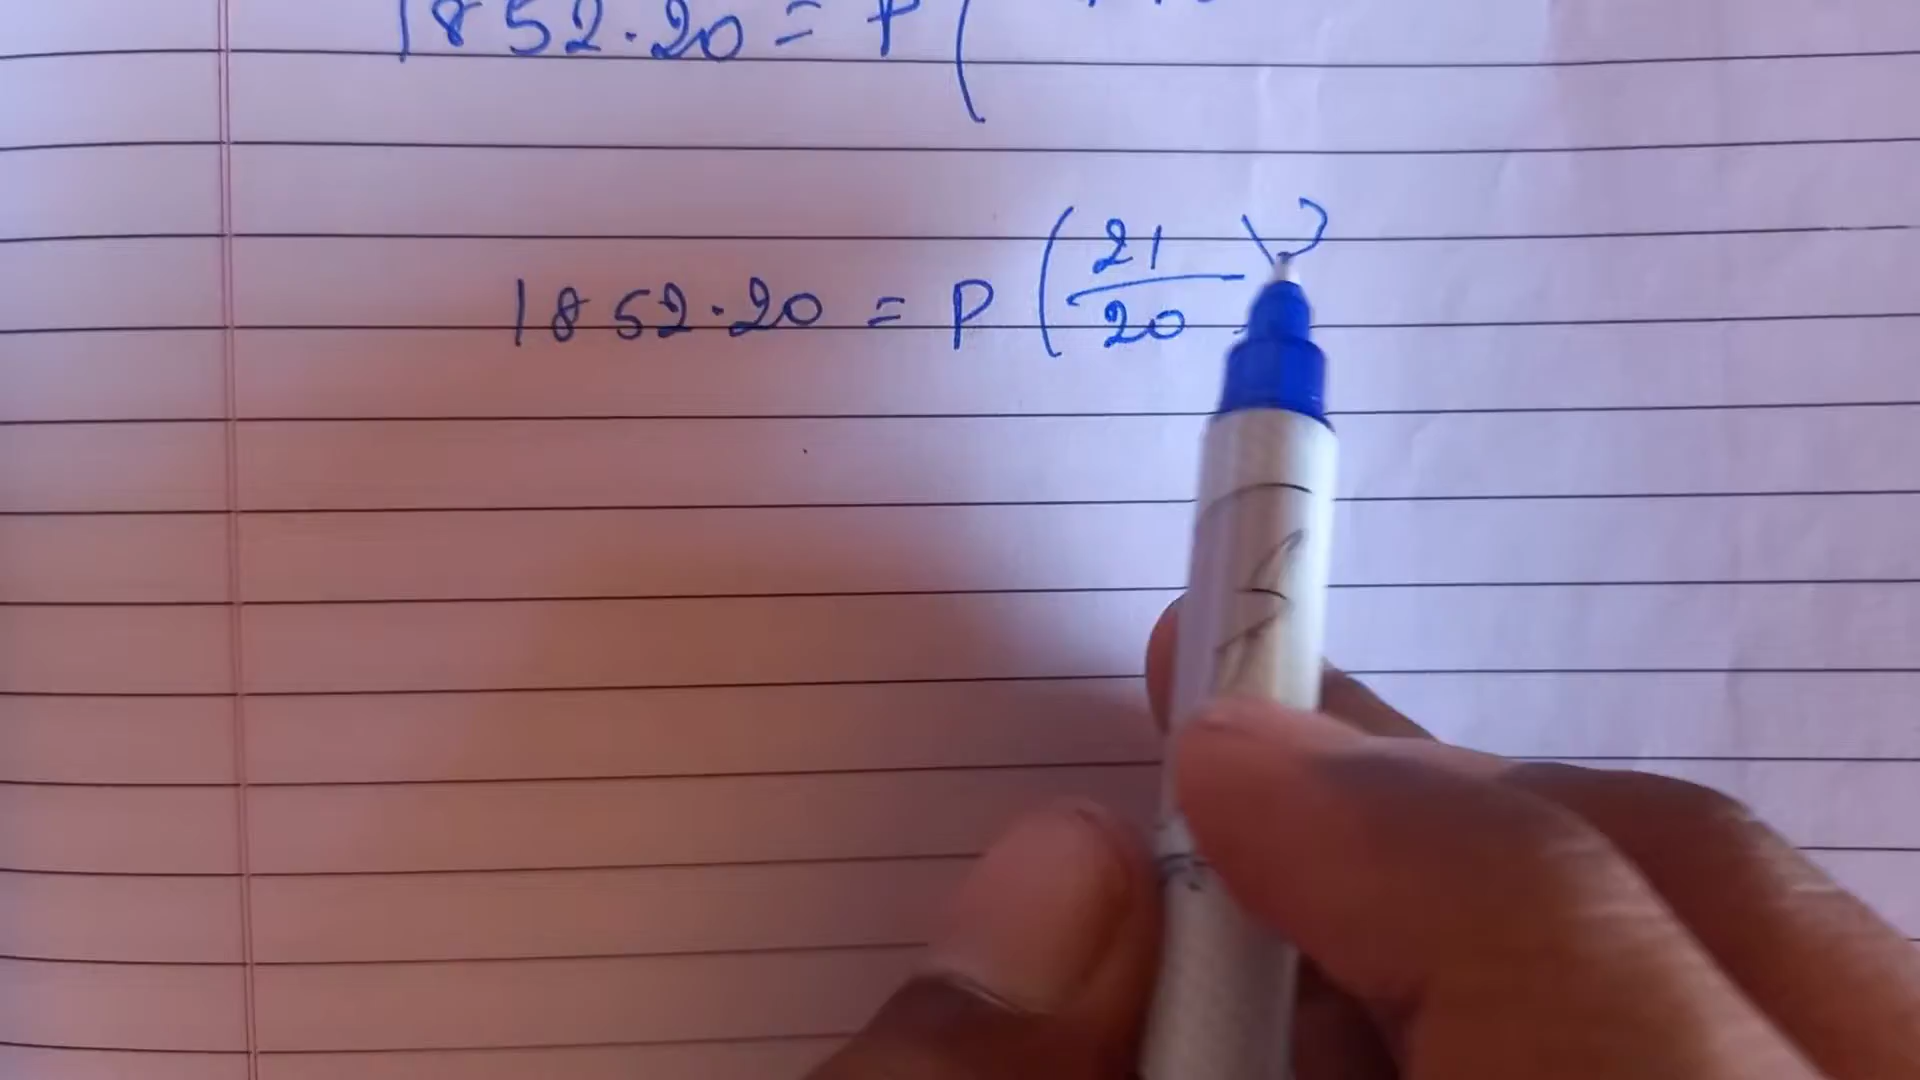 1852.20 = P (
1852.20 = P (21/20)